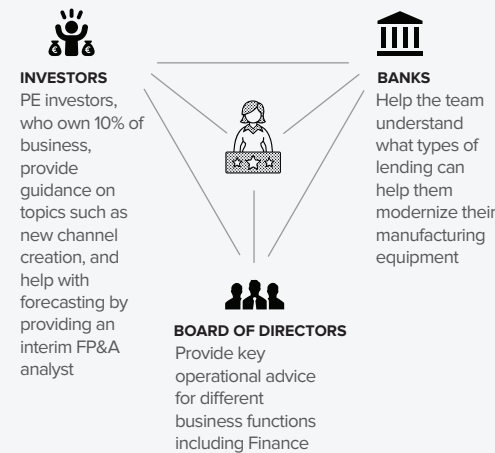 INVESTORS
PE investors,
who own 10% of
business,
provide
guidance on
topics such as
new channel
creation, and
help with
forecasting by
providing an
interim FP&A
analyst
BANKS
Help the team
understand
what types of
lending can
help them
modernize their
manufacturing
equipment
BOARD OF DIRECTORS
Provide key
operational advice
for different
business functions
including Finance